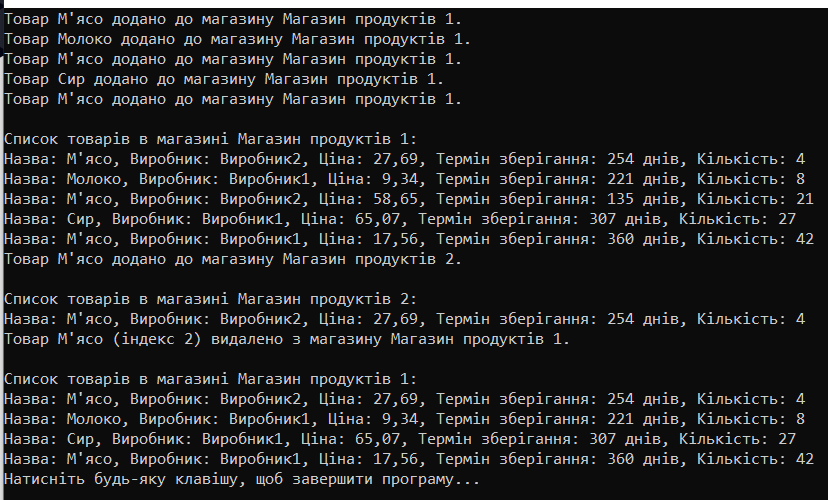 Товар М'ясо додано до магазину Магазин продуктів 1.
Товар Молоко додано до магазину Магазин продуктів 1.
Товар М'ясо додано до магазину Магазин продуктів 1.
Товар Сир додано до магазину Магазин продуктів 1.
Товар М'ясо додано до магазину Магазин продуктів 1.

Список товарів в магазині Магазин продуктів 1:
Назва: М'ясо, Виробник: Виробник2, Ціна: 27,69, Термін зберігання: 254 днів, Кількість: 4
Назва: Молоко, Виробник: Виробник1, Ціна: 9,34, Термін зберігання: 221 днів, Кількість: 8
Назва: М'ясо, Виробник: Виробник2, Ціна: 58,65, Термін зберігання: 135 днів, Кількість: 21
Назва: Сир, Виробник: Виробник1, Ціна: 65,07, Термін зберігання: 307 днів, Кількість: 27
Назва: М'ясо, Виробник: Виробник1, Ціна: 17,56, Термін зберігання: 360 днів, Кількість: 42
Товар М'ясо додано до магазину Магазин продуктів 2.

Список товарів в магазині Магазин продуктів 2:
Назва: М'ясо, Виробник: Виробник2, Ціна: 27,69, Термін зберігання: 254 днів, Кількість: 4
Товар М'ясо (індекс 2) видалено з магазину Магазин продуктів 1.

Список товарів в магазині Магазин продуктів 1:
Назва: М'ясо, Виробник: Виробник2, Ціна: 27,69, Термін зберігання: 254 днів, Кількість: 4
Назва: Молоко, Виробник: Виробник1, Ціна: 9,34, Термін зберігання: 221 днів, Кількість: 8
Назва: Сир, Виробник: Виробник1, Ціна: 65,07, Термін зберігання: 307 днів, Кількість: 27
Назва: М'ясо, Виробник: Виробник1, Ціна: 17,56, Термін зберігання: 360 днів, Кількість: 42
Натисніть будь-яку клавішу, щоб завершити програму...